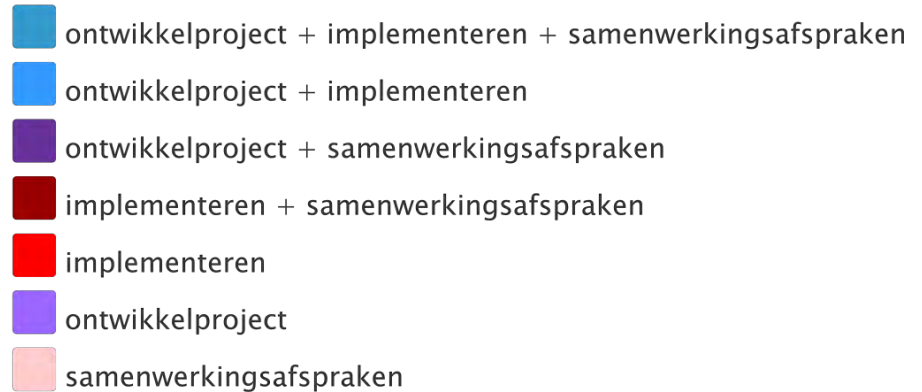 ontwikkelproject + implementeren + samenwerkingsafspraken
ontwikkelproject + implementeren
ontwikkelproject + samenwerkingsafspraken
implementeren + samenwerkingsafspraken
implementeren
ontwikkelproject
samenwerkingsafspraken